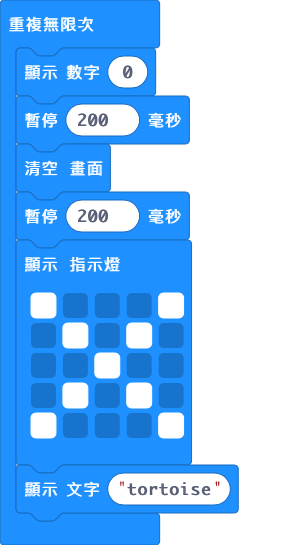 重複無限次
顯示 數字 0
暫停 200 毫秒
清空 畫面
暫停 200 毫秒
顯示 指示燈
顯示 文字 "tortoise"